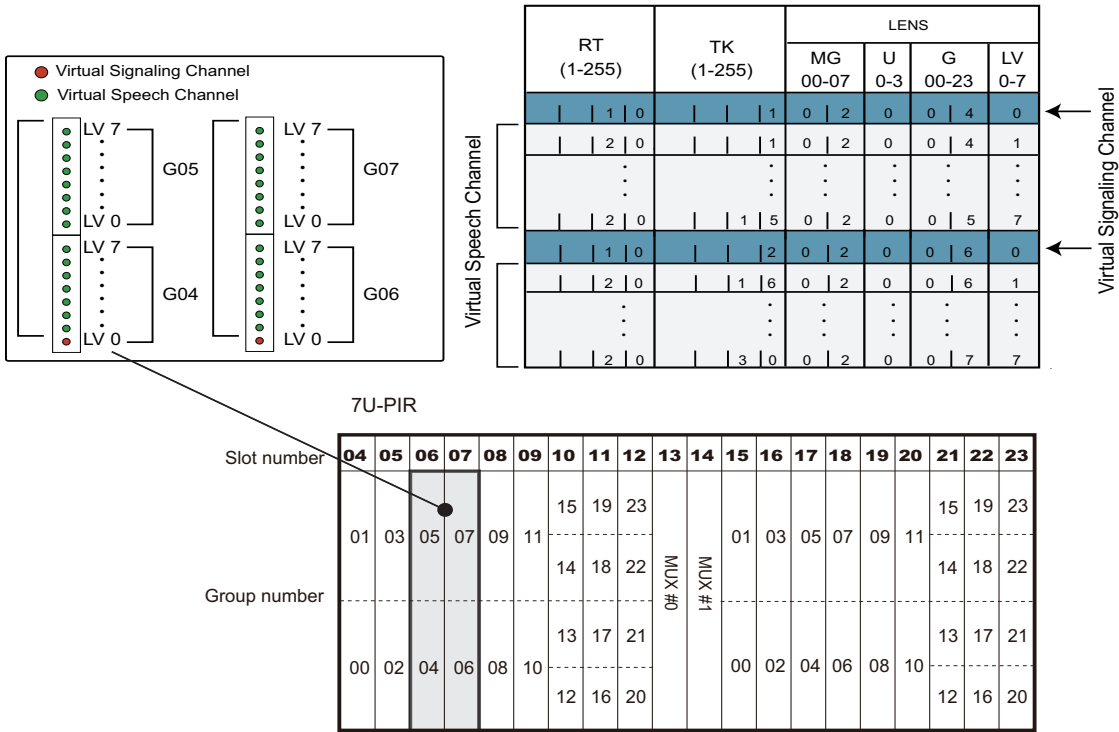 Virtual Signaling Channel
Virtual Speech Channel
LV 7
G05
LV 0
LV 7
G04
LV 0
LV 7
G07
LV 0
LV 7
G06
LV 0
RT (1-255) TK (1-255) LENS
MG 00-07 U 0-3 G 00-23 LV 0-7
1 0 1 0 2 0 0 4 0
2 0 1 0 2 0 0 4 1
2 0 1 5 0 2 0 0 5 7
1 0 2 0 2 0 0 6 0
2 0 1 6 0 2 0 0 6 1
2 0 3 0 0 2 0 0 7 7
Virtual Speech Channel
Virtual Signaling Channel
7U-PIR
Slot number 04 05 06 07 08 09 10 11 12 13 14 15 16 17 18 19 20 21 22 23
15 19 23 15 19 23
01 03 05 07 09 11 01 03 05 07 09 11
14 18 22 14 18 22
MUX #0 MUX #1
Group number
13 17 21 13 17 21
00 02 04 06 08 10 00 02 04 06 08 10
12 16 20 12 16 20